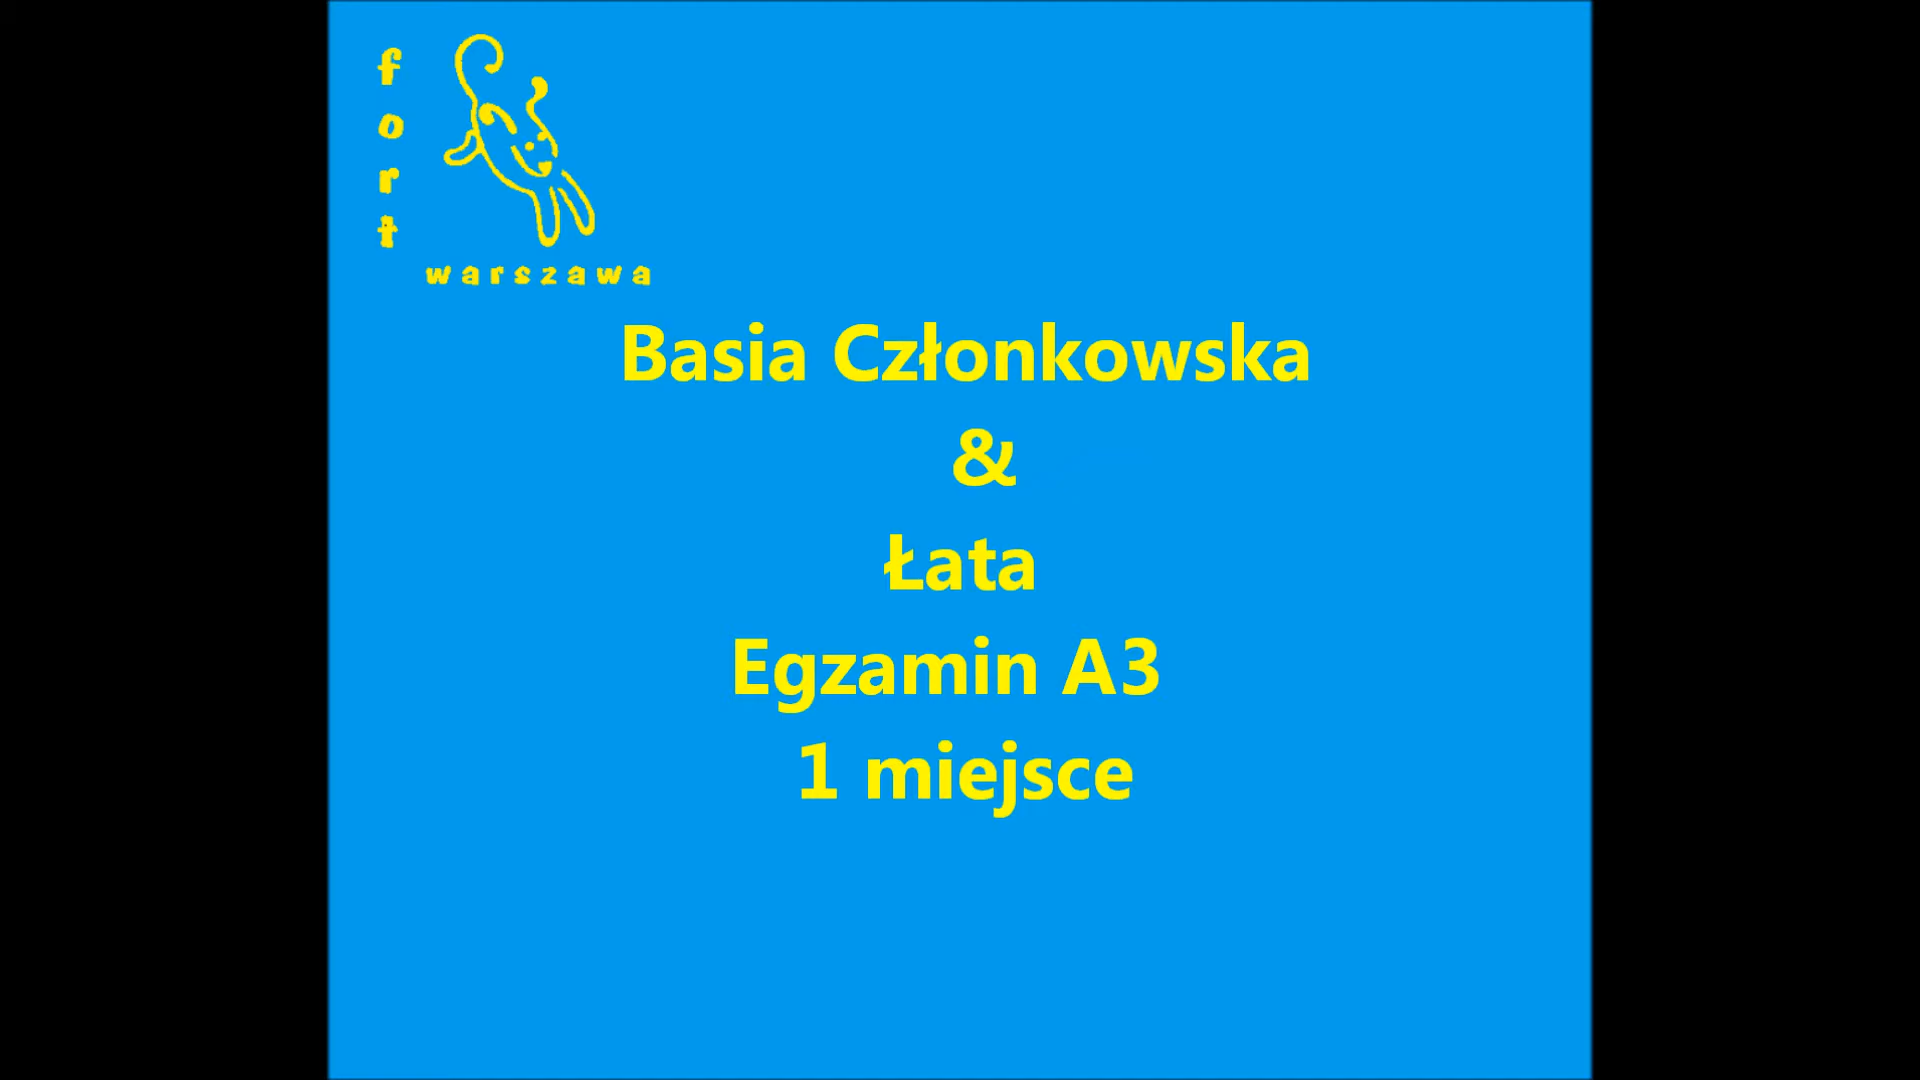 fort
warszawa
Basia Członkowska
&
Łata
Egzamin A3
1 miejsce